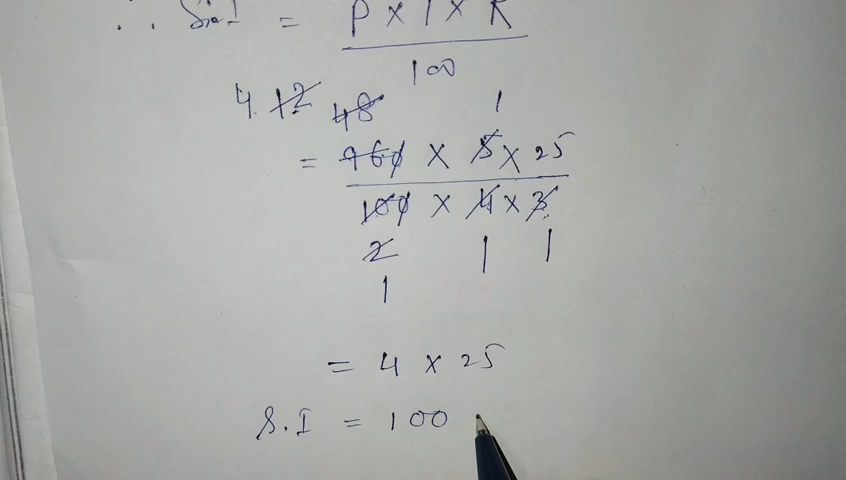 ∴ S.I = P × T × R
100
4 12 48 1
= 960 × 5 × 25
100 × 4 × 3
2 1 1
1
= 4 × 25
S.I = 100